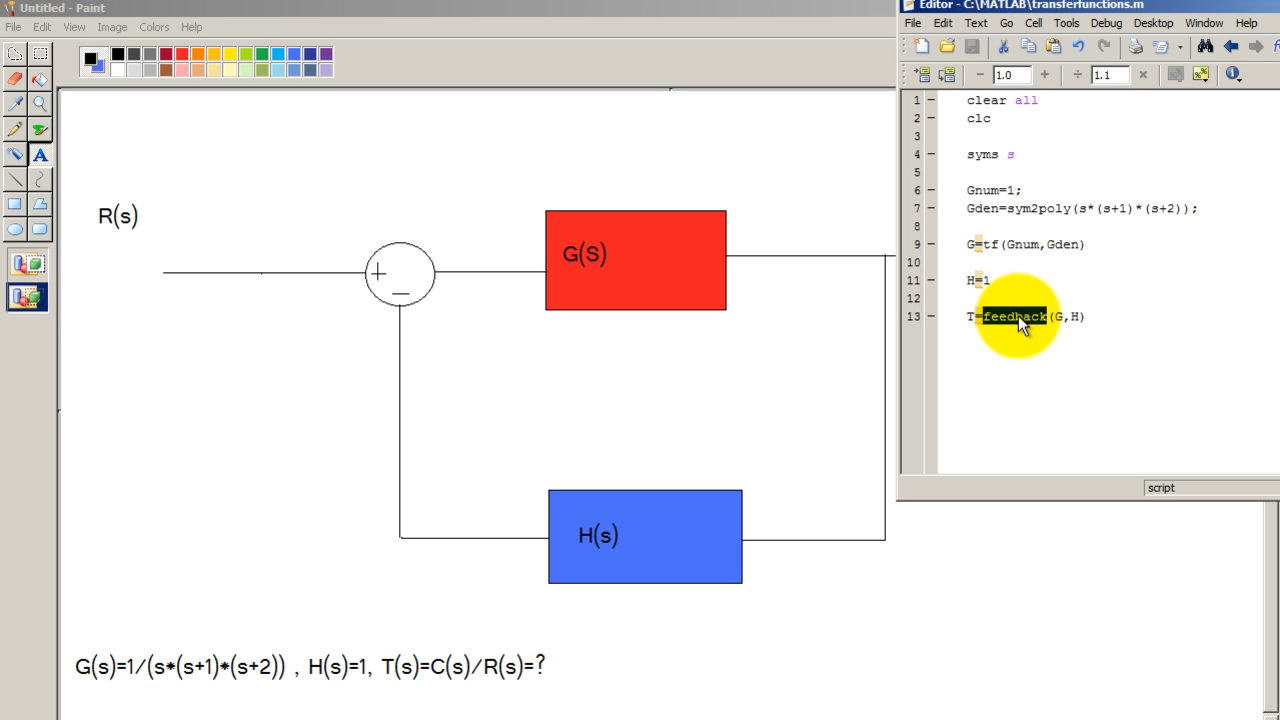 Untitled - Paint
File Edit View Image Colors Help
A
R(s)
+
−
G(S)
H(s)
G(s)=1/(s*(s+1)*(s+2)) , H(s)=1, T(s)=C(s)/R(s)=?
Editor - C:\MATLAB\transferfunctions.m
File Edit Text Go Cell Tools Debug Desktop Window Help
− 1.0 + ÷ 1.1 ×
1 − clear all
2 − clc
3
4 − syms s
5
6 − Gnum=1;
7 − Gden=sym2poly(s*(s+1)*(s+2));
8
9 − G=tf(Gnum,Gden)
10
11 − H=1
12
13 − T=feedback(G,H)
script